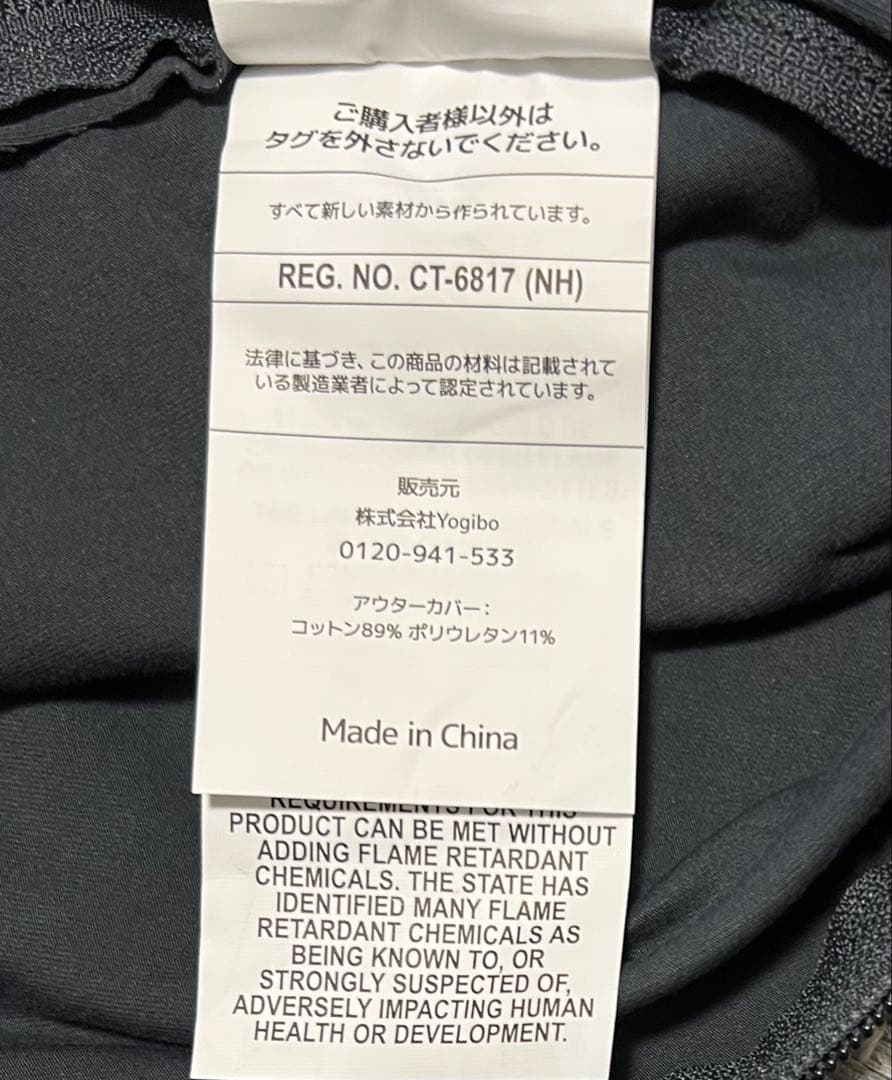 ご購入者様以外は
タグを外さないでください。
すべて新しい素材から作られています。
REG. NO. CT-6817 (NH)
法律に基づき、この商品の材料は記載されて
いる製造業者によって認定されています。
販売元
株式会社Yogibo
0120-941-533
アウターカバー：
コットン89% ポリウレタン11%
Made in China
REQUIREMENTS FOR THIS
PRODUCT CAN BE MET WITHOUT
ADDING FLAME RETARDANT
CHEMICALS. THE STATE HAS
IDENTIFIED MANY FLAME
RETARDANT CHEMICALS AS
BEING KNOWN TO, OR
STRONGLY SUSPECTED OF,
ADVERSELY IMPACTING HUMAN
HEALTH OR DEVELOPMENT.